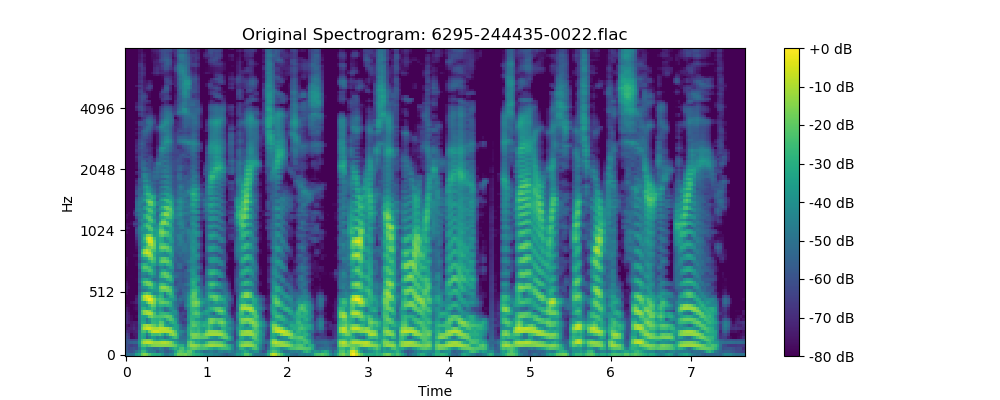 Original Spectrogram: 6295-244435-0022.flac
Hz
4096
2048
1024
512
0
0 1 2 3 4 5 6 7
Time
+0 dB
-10 dB
-20 dB
-30 dB
-40 dB
-50 dB
-60 dB
-70 dB
-80 dB